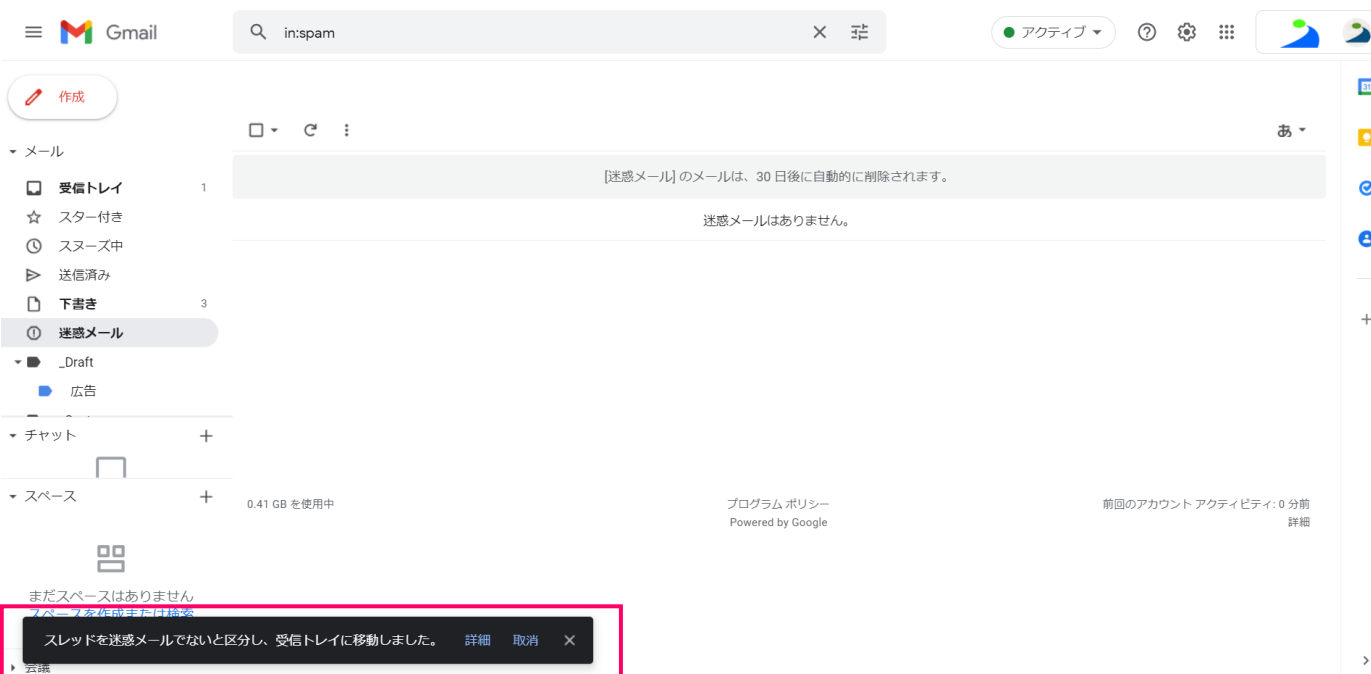 Gmail
in:spam
アクティブ
作成
メール
受信トレイ 1
スター付き
スヌーズ中
送信済み
下書き 3
迷惑メール
_Draft
広告
チャット
スペース
まだスペースはありません
スペースを作成または検索
会議
あ
[迷惑メール] のメールは、30 日後に自動的に削除されます。
迷惑メールはありません。
0.41 GB を使用中
プログラム ポリシー
Powered by Google
前回のアカウント アクティビティ: 0 分前
詳細
スレッドを迷惑メールでないと区分し、受信トレイに移動しました。 詳細 取消
31